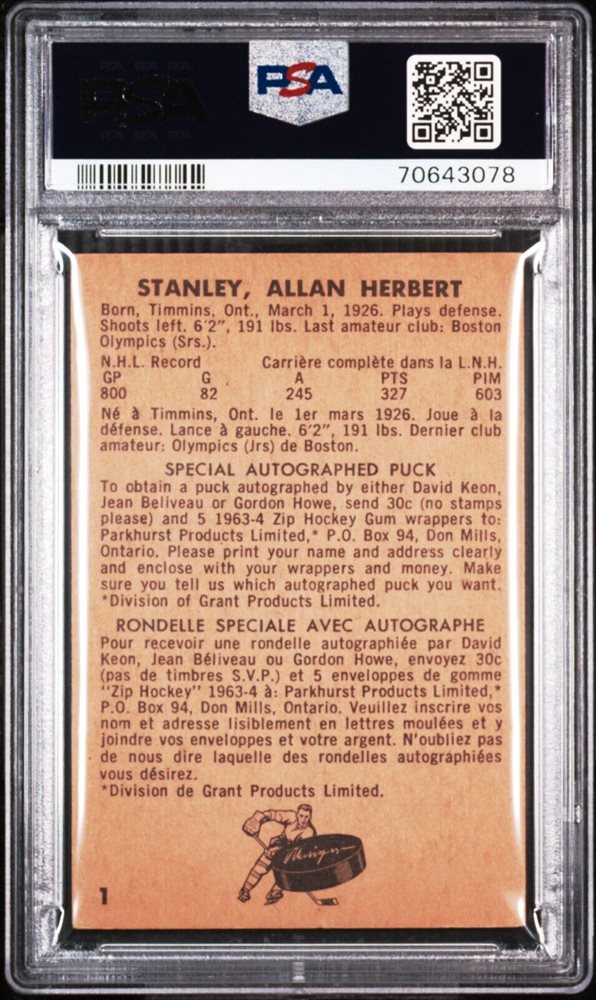 PSA
PSA
70643078
STANLEY, ALLAN HERBERT
Born, Timmins, Ont., March 1, 1926. Plays defense.
Shoots left. 6'2", 191 lbs. Last amateur club: Boston
Olympics (Srs.).
N.H.L. Record Carrière complète dans la L.N.H.
GP G A PTS PIM
800 82 245 327 603
Né à Timmins, Ont. le 1er mars 1926. Joue à la
défense. Lance à gauche. 6'2", 191 lbs. Dernier club
amateur: Olympics (Jrs) de Boston.
SPECIAL AUTOGRAPHED PUCK
To obtain a puck autographed by either David Keon,
Jean Beliveau or Gordon Howe, send 30c (no stamps
please) and 5 1963-4 Zip Hockey Gum wrappers to:
Parkhurst Products Limited,* P.O. Box 94, Don Mills,
Ontario. Please print your name and address clearly
and enclose with your wrappers and money. Make
sure you tell us which autographed puck you want.
*Division of Grant Products Limited.
RONDELLE SPECIALE AVEC AUTOGRAPHE
Pour recevoir une rondelle autographiée par David
Keon, Jean Béliveau ou Gordon Howe, envoyez 30c
(pas de timbres S.V.P.) et 5 enveloppes de gomme
"Zip Hockey" 1963-4 à: Parkhurst Products Limited,*
P.O. Box 94, Don Mills, Ontario. Veuillez inscrire vos
nom et adresse lisiblement en lettres moulées et y
joindre vos enveloppes et votre argent. N'oubliez pas
de nous dire laquelle des rondelles autographiées
vous désirez.
*Division de Grant Products Limited.
1